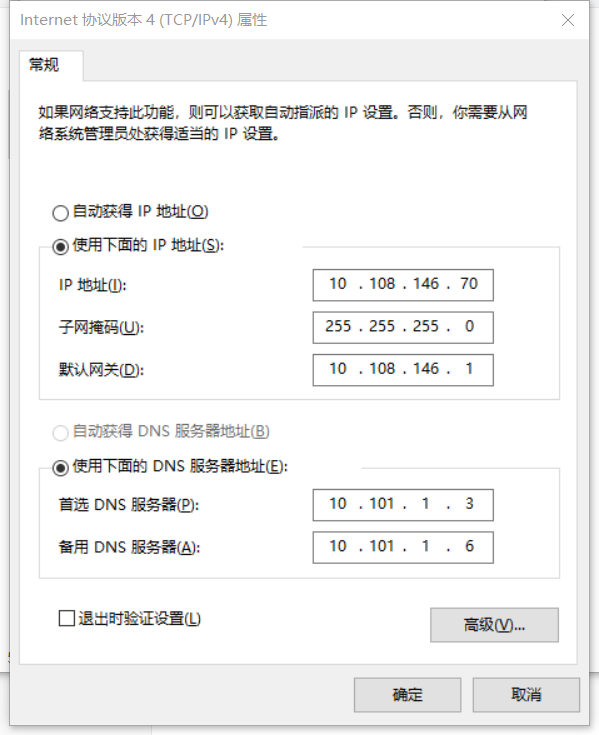 Internet 协议版本 4 (TCP/IPv4) 属性
常规
如果网络支持此功能，则可以获取自动指派的 IP 设置。否则，你需要从网
络系统管理员处获得适当的 IP 设置。
自动获得 IP 地址(O)
使用下面的 IP 地址(S):
IP 地址(I): 10 . 108 . 146 . 70
子网掩码(U): 255 . 255 . 255 . 0
默认网关(D): 10 . 108 . 146 . 1
自动获得 DNS 服务器地址(B)
使用下面的 DNS 服务器地址(E):
首选 DNS 服务器(P): 10 . 101 . 1 . 3
备用 DNS 服务器(A): 10 . 101 . 1 . 6
退出时验证设置(L)
高级(V)...
确定 取消